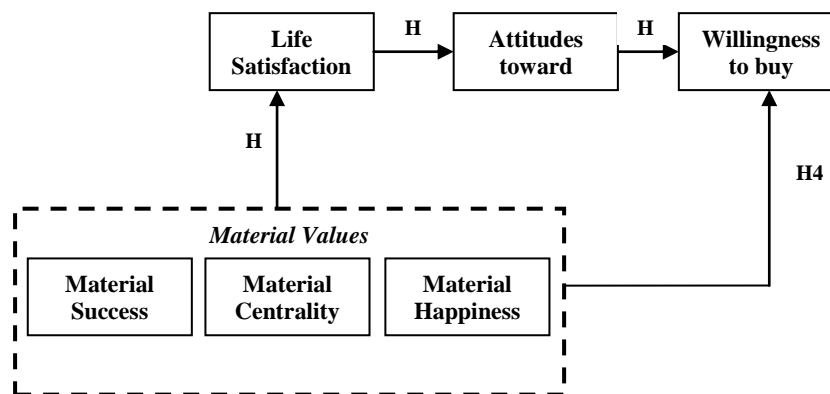 Life
Satisfaction
H
Attitudes
toward
H
Willingness
to buy
H
H4
Material Values
Material
Success
Material
Centrality
Material
Happiness